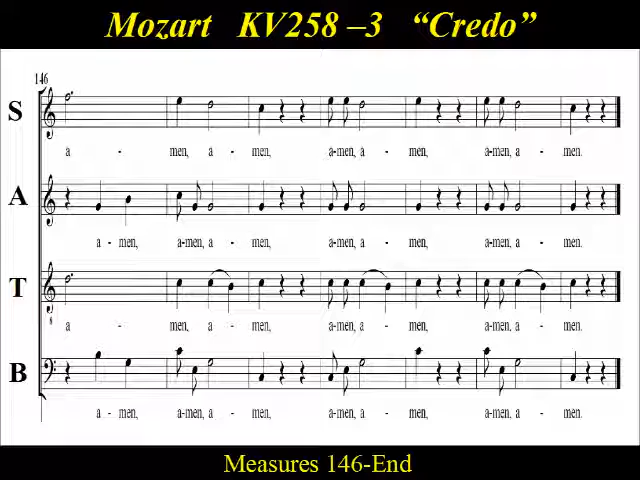 Mozart KV258 –3 “Credo”
146
S
a - men, a - men, a-men, a - men, a-men, a - men.
A
a - men, a-men, a - men, a-men, a - men, a-men, a - men.
T
8
a - men, a - men, a-men, a - men, a-men, a - men.
B
a - men, a-men, a - men, a-men, a - men, a-men, a - men.
Measures 146-End